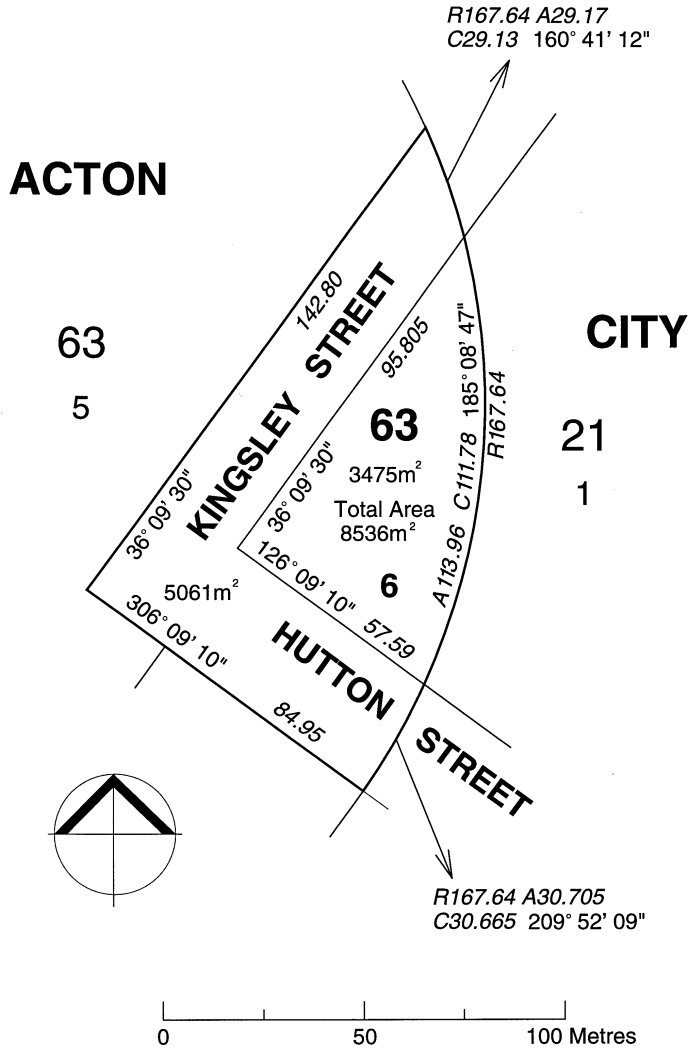 R167.64 A29.17
C29.13 160° 41' 12"
ACTON
142.80
KINGSLEY STREET
95.805
185° 08' 47"
CITY
63
5
63
R167.64
C111.78
21
1
3475m²
36° 09' 30"
36° 09' 30"
Total Area
8536m²
126° 09' 10"
6
A113.96
5061m²
57.59
306° 09' 10"
HUTTON STREET
84.95
R167.64 A30.705
C30.665 209° 52' 09"
0 50 100 Metres